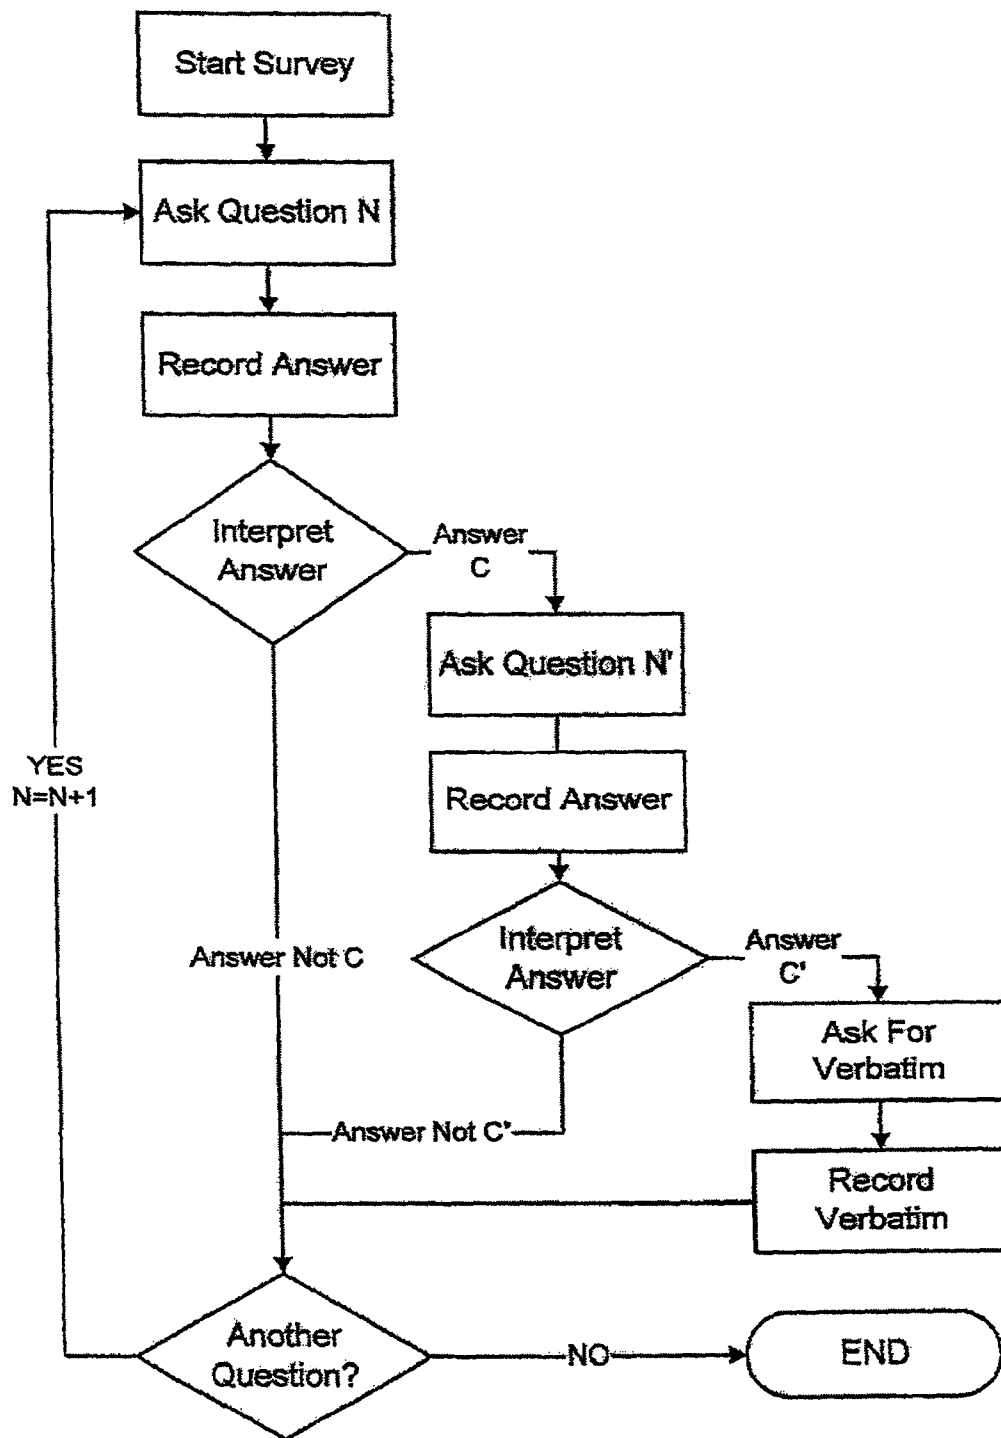 Start Survey
Ask Question N
Record Answer
Interpret
Answer
Answer
C
Ask Question N'
YES
N=N+1
Record Answer
Answer Not C
Interpret
Answer
Answer
C'
Ask For
Verbatim
Answer Not C'
Record
Verbatim
Another
Question?
NO
END